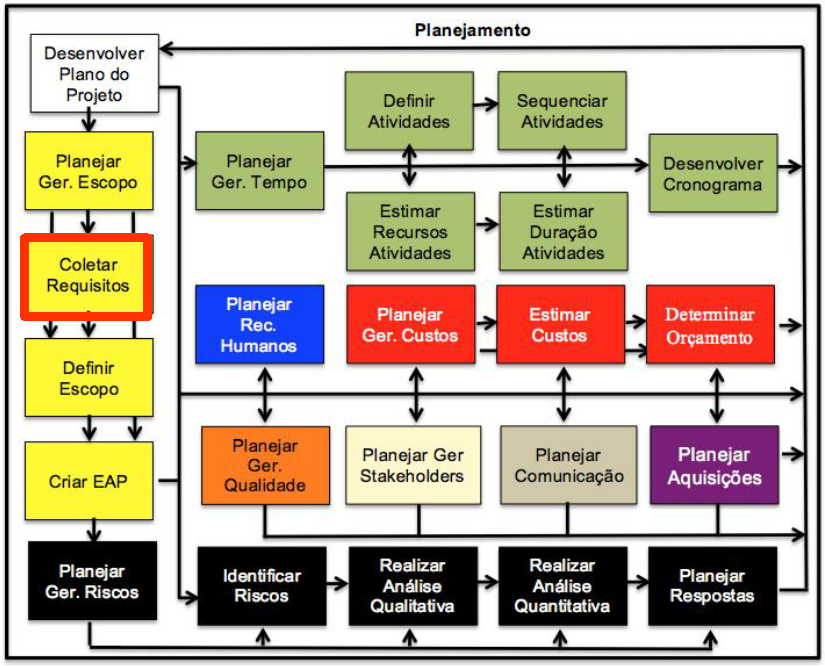 Planejamento
Desenvolver
Plano do
Projeto
Definir
Atividades
Sequenciar
Atividades
Planejar
Ger. Escopo
Planejar
Ger. Tempo
Desenvolver
Cronograma
Estimar
Recursos
Atividades
Estimar
Duração
Atividades
Coletar
Requisitos
Planejar
Rec.
Humanos
Planejar
Ger. Custos
Estimar
Custos
Determinar
Orçamento
Definir
Escopo
Planejar
Ger.
Qualidade
Planejar Ger
Stakeholders
Planejar
Comunicação
Planejar
Aquisições
Criar EAP
Planejar
Ger. Riscos
Identificar
Riscos
Realizar
Análise
Qualitativa
Realizar
Análise
Quantitativa
Planejar
Respostas